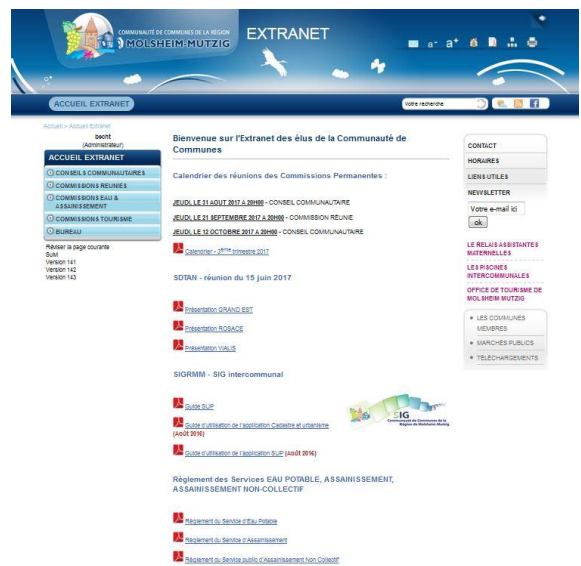 COMMUNAUTÉ DE COMMUNES DE LA RÉGION
MOLSHEIM-MUTZIG
EXTRANET
a- a+
ACCUEIL EXTRANET
Votre recherche
Accueil > Accueil Extranet
becht
(Administrateur)
ACCUEIL EXTRANET
CONSEILS COMMUNAUTAIRES
COMMISSIONS REUNIES
COMMISSIONS EAU &
ASSAINISSEMENT
COMMISSIONS TOURISME
BUREAU
Réviser la page courante
Suivi
Version 141
Version 142
Version 143
Bienvenue sur l'Extranet des élus de la Communauté de
Communes
Calendrier des réunions des Commissions Permanentes :
JEUDI, LE 31 AOUT 2017 A 20H00 - CONSEIL COMMUNAUTAIRE
JEUDI, LE 21 SEPTEMBRE 2017 A 20H00 - COMMISSION REUNIE
JEUDI, LE 12 OCTOBRE 2017 A 20H00 - CONSEIL COMMUNAUTAIRE
Calendrier - 3ème trimestre 2017
SDTAN - réunion du 15 juin 2017
Présentation GRAND EST
Présentation ROSACE
Présentation VIALIS
SIGRMM - SIG intercommunal
Guide SUP
Guide d'utilisation de l'application Cadastre et urbanisme
(Août 2016)
Guide d'utilisation de l'application SUP (Août 2016)
SIG
Communauté de Communes de la
Région de Molsheim-Mutzig
Règlement des Services EAU POTABLE, ASSAINISSEMENT,
ASSAINISSEMENT NON-COLLECTIF
Règlement du Service d'Eau Potable
Règlement du Service d'Assainissement
Règlement du Service public d'Assainissement Non Collectif
CONTACT
HORAIRES
LIENS UTILES
NEWSLETTER
Votre e-mail ici
ok
LE RELAIS ASSISTANTES
MATERNELLES
LES PISCINES
INTERCOMMUNALES
OFFICE DE TOURISME DE
MOLSHEIM MUTZIG
LES COMMUNES
MEMBRES
MARCHÉS PUBLICS
TÉLÉCHARGEMENTS